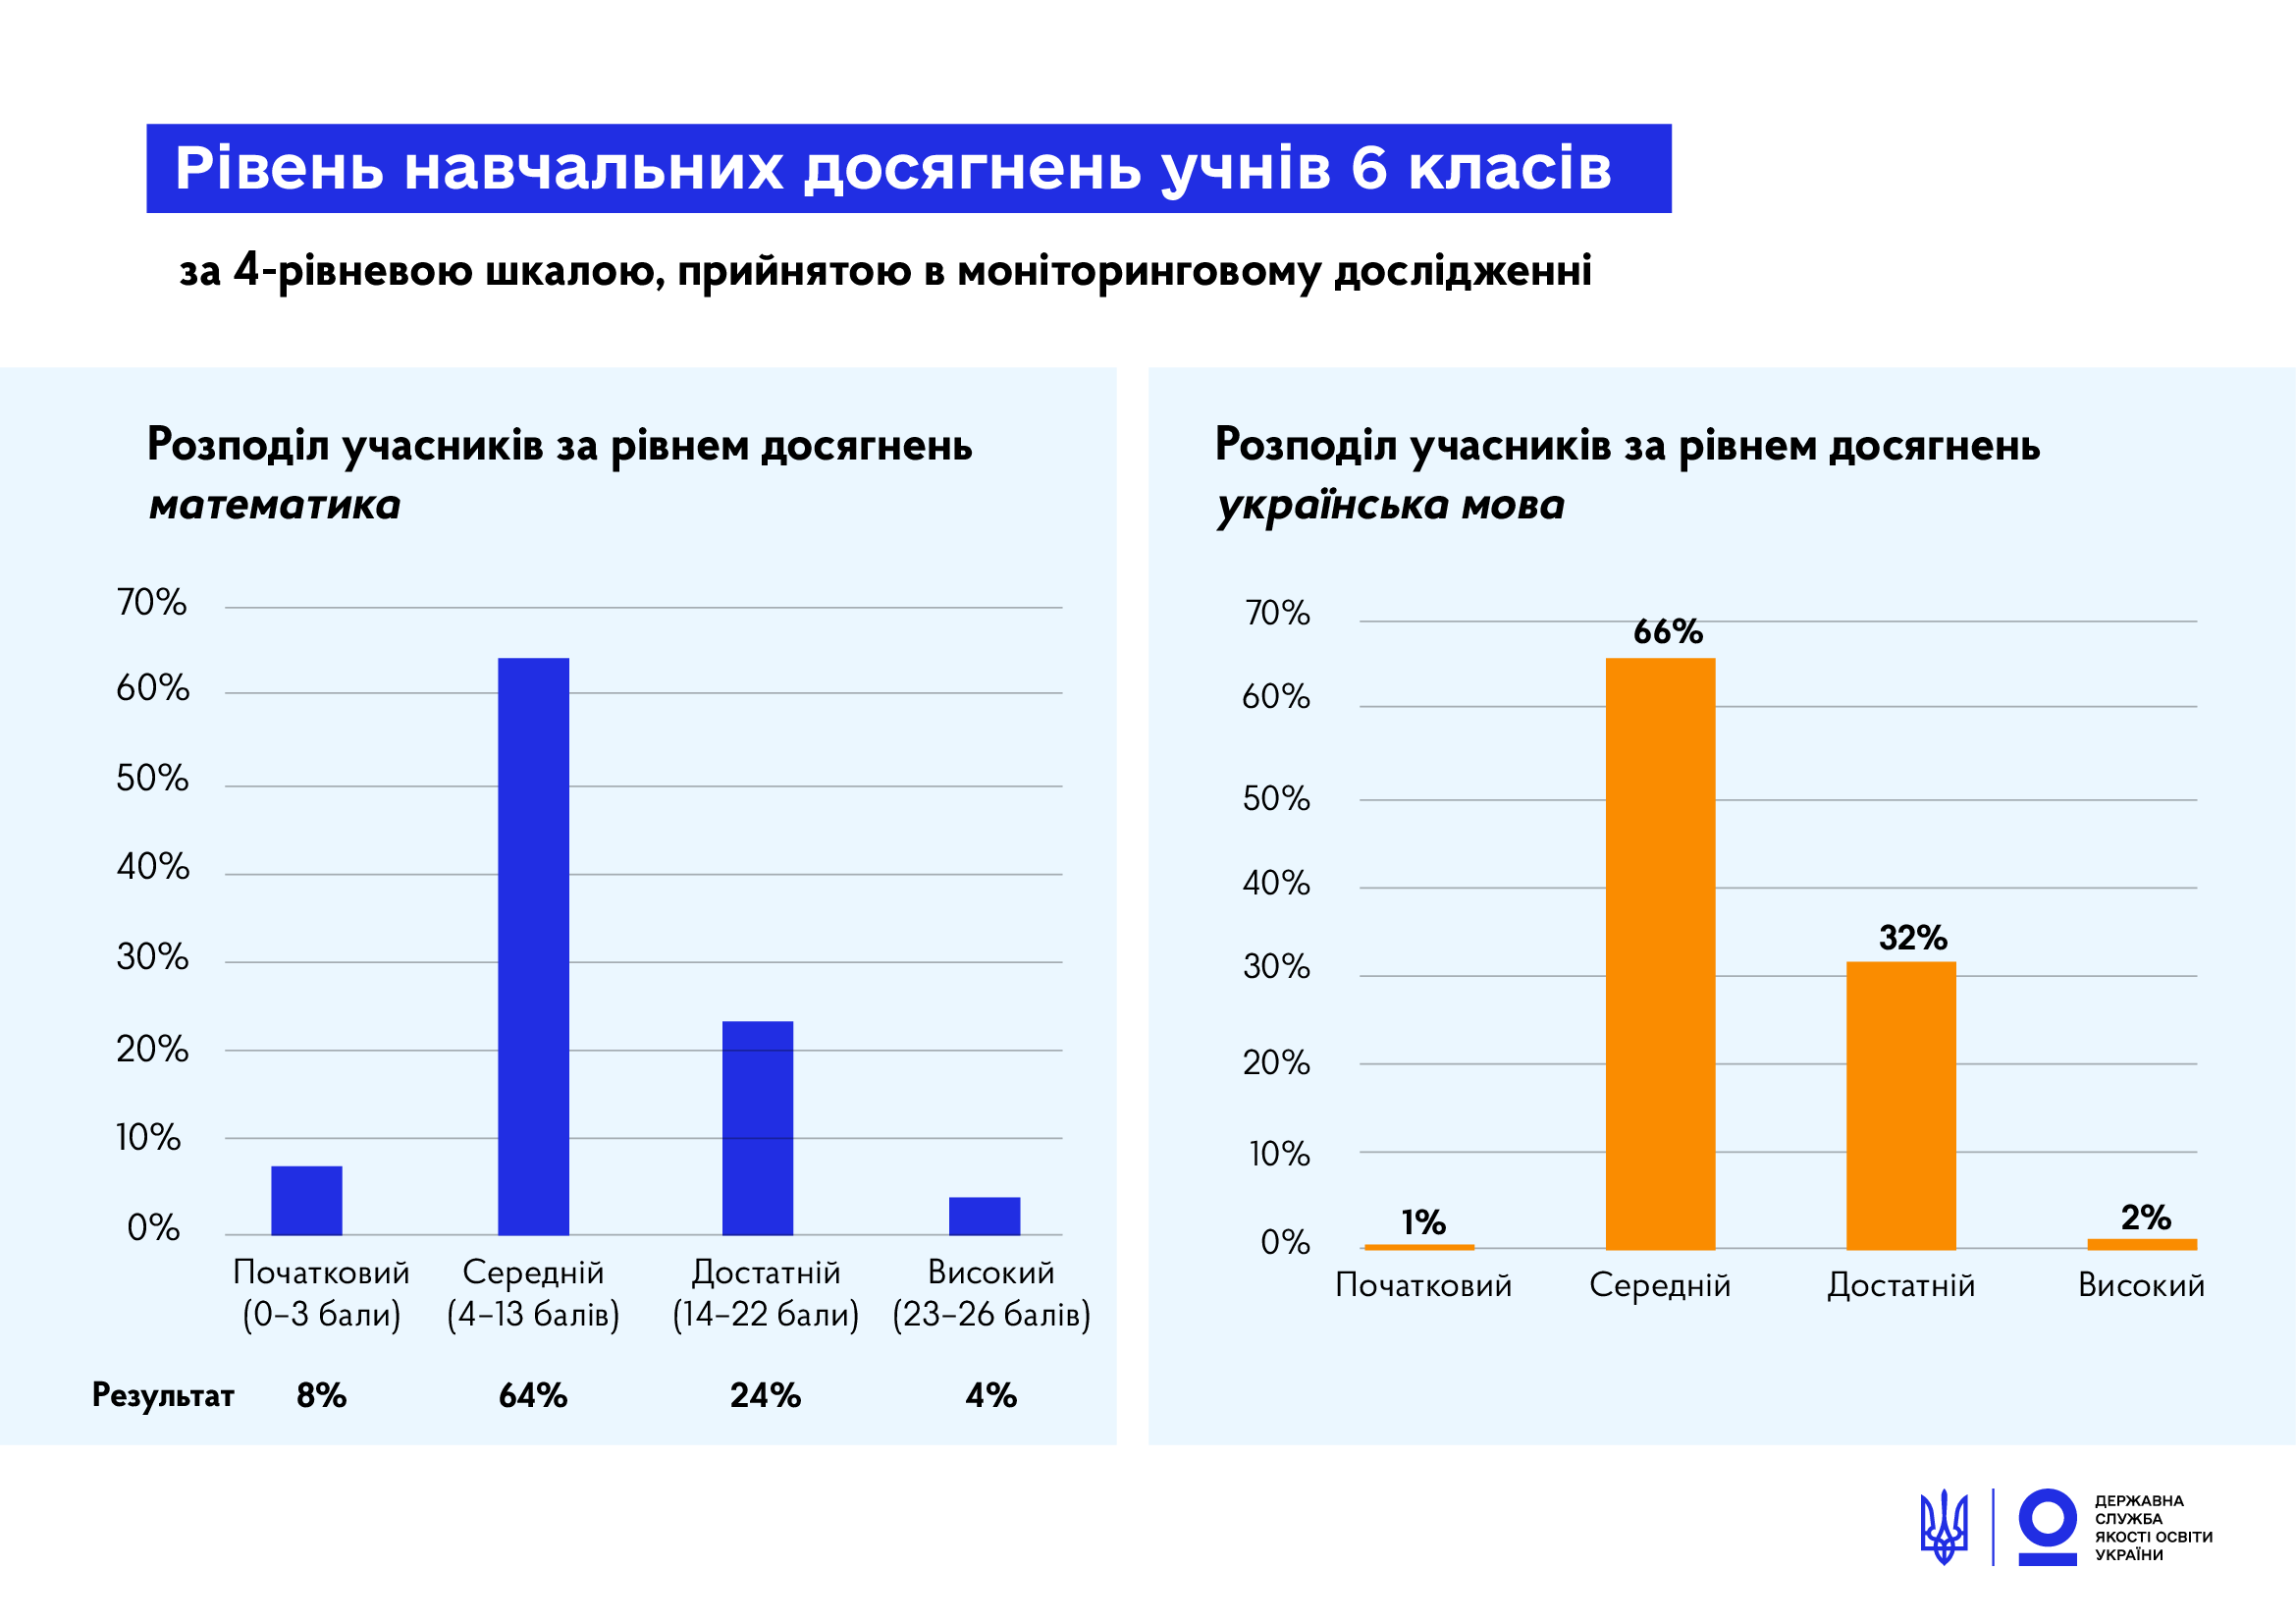 Рівень навчальних досягнень учнів 6 класів
за 4-рівневою шкалою, прийнятою в моніторинговому дослідженні
Розподіл учасників за рівнем досягнень
математика
70%
60%
50%
40%
30%
20%
10%
0%
Початковий Середній Достатній Високий
(0–3 бали) (4–13 балів) (14–22 бали) (23–26 балів)
Результат 8% 64% 24% 4%
Розподіл учасників за рівнем досягнень
українська мова
70%
66%
60%
50%
40%
32%
30%
20%
10%
1% 2%
0%
Початковий Середній Достатній Високий
ДЕРЖАВНА
СЛУЖБА
ЯКОСТІ ОСВІТИ
УКРАЇНИ